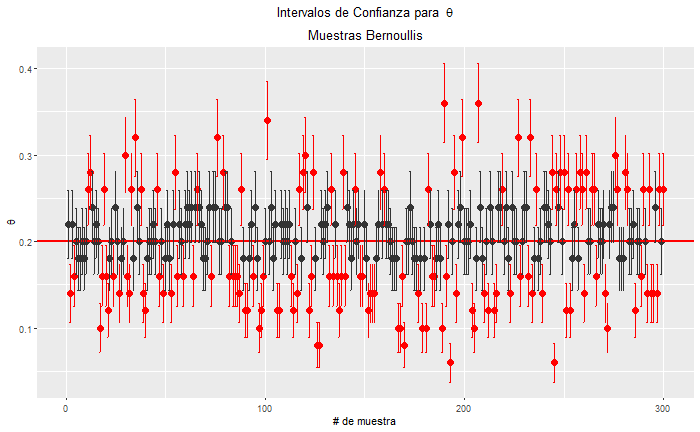 Intervalos de Confianza para θ
Muestras Bernoullis
0.4
0.3
0.2
0.1
θ
0
100
200
300
# de muestra